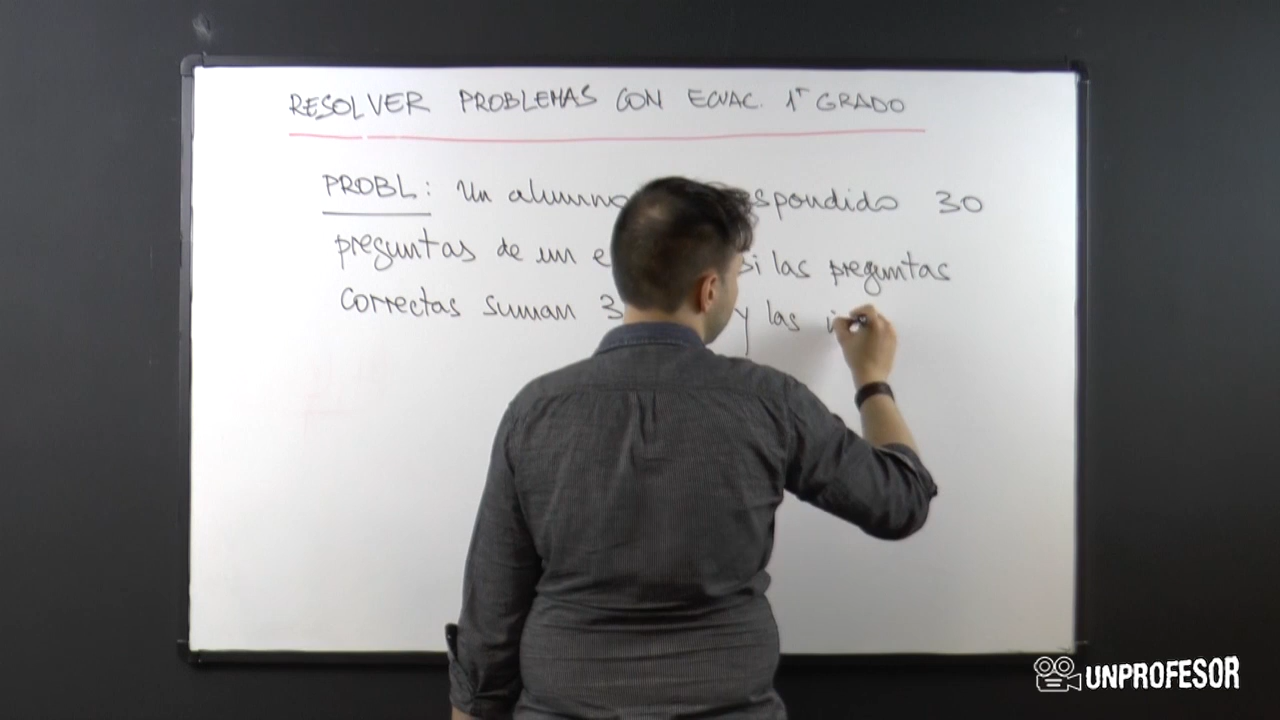 RESOLVER PROBLEMAS CON ECUAC. 1er GRADO
PROBL: Un alumno 30
preguntas de un si las preguntas
correctas suman 3 y las
UNPROFESOR